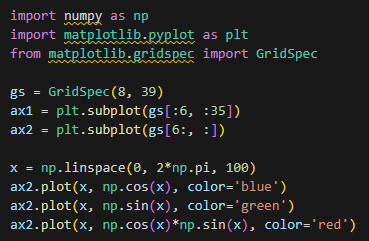 import numpy as np
import matplotlib.pyplot as plt
from matplotlib.gridspec import GridSpec
gs = GridSpec(8, 39)
ax1 = plt.subplot(gs[:6, :35])
ax2 = plt.subplot(gs[6:, :])
x = np.linspace(0, 2*np.pi, 100)
ax2.plot(x, np.cos(x), color='blue')
ax2.plot(x, np.sin(x), color='green')
ax2.plot(x, np.cos(x)*np.sin(x), color='red')